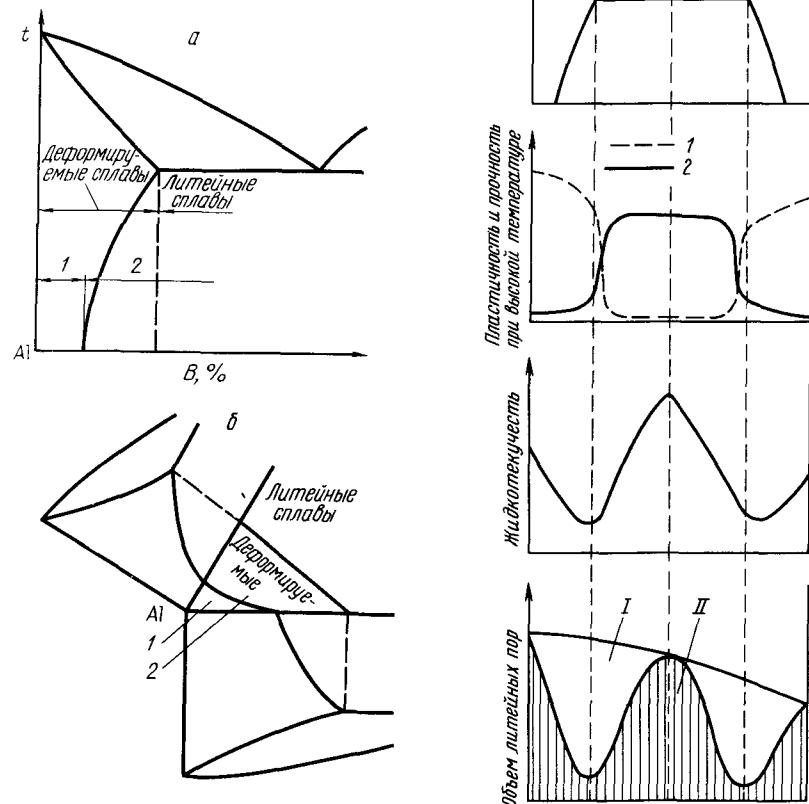 t
а
Деформиру-
емые сплавы
Литейные
сплавы
1
2
Al
В, %
б
Литейные
сплавы
Деформируе-
мые
Al
1
2
Пластичность и прочность
при высокой температуре
1
2
Жидкотекучесть
Объем литейных пор
I
II